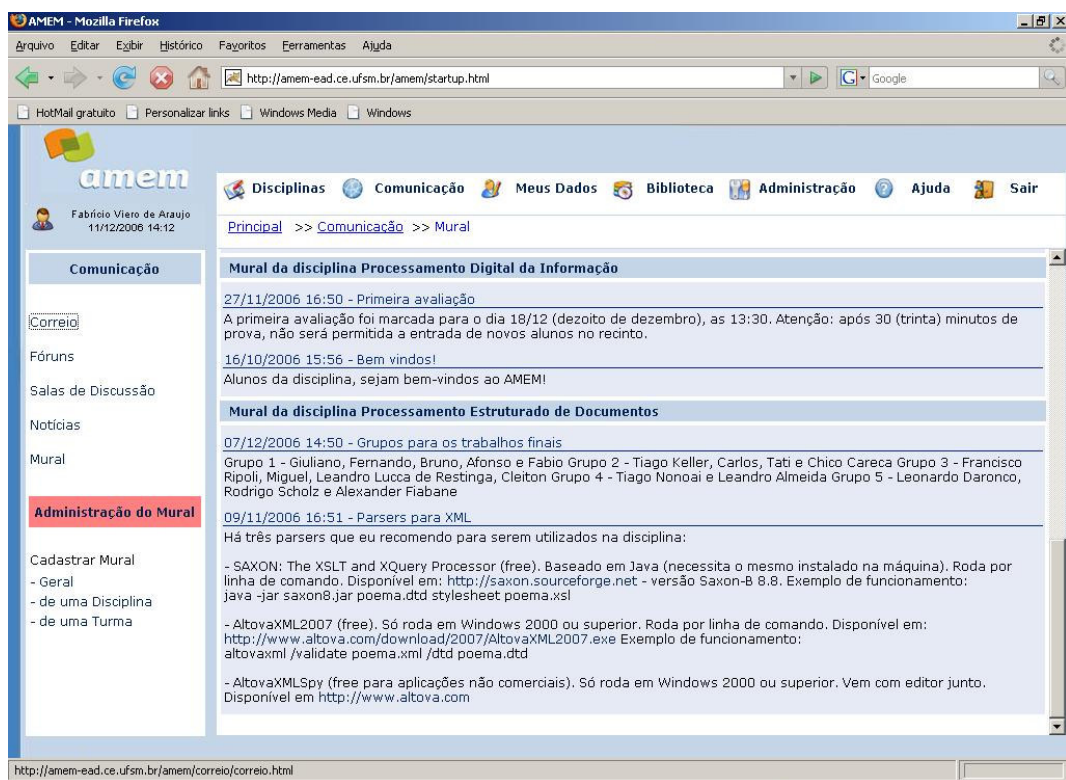 AMEM - Mozilla Firefox
Arquivo Editar Exibir Histórico Favoritos Ferramentas Ajuda
http://amem-ead.ce.ufsm.br/amem/startup.html
G Google
HotMail gratuito Personalizar links Windows Media Windows
amem
Disciplinas Comunicação Meus Dados Biblioteca Administração Ajuda Sair
Fabrício Viero de Araujo
11/12/2006 14:12
Principal >> Comunicação >> Mural
Comunicação
Correio
Fóruns
Salas de Discussão
Notícias
Mural
Administração do Mural
Cadastrar Mural
- Geral
- de uma Disciplina
- de uma Turma
Mural da disciplina Processamento Digital da Informação
27/11/2006 16:50 - Primeira avaliação
A primeira avaliação foi marcada para o dia 18/12 (dezoito de dezembro), as 13:30. Atenção: após 30 (trinta) minutos de
prova, não será permitida a entrada de novos alunos no recinto.
16/10/2006 15:56 - Bem vindos!
Alunos da disciplina, sejam bem-vindos ao AMEM!
Mural da disciplina Processamento Estruturado de Documentos
07/12/2006 14:50 - Grupos para os trabalhos finais
Grupo 1 - Giuliano, Fernando, Bruno, Afonso e Fabio Grupo 2 - Tiago Keller, Carlos, Tati e Chico Careca Grupo 3 - Francisco
Ripoli, Miguel, Leandro Lucca de Restinga, Cleiton Grupo 4 - Tiago Nonoai e Leandro Almeida Grupo 5 - Leonardo Daronco,
Rodrigo Scholz e Alexander Fiabane
09/11/2006 16:51 - Parsers para XML
Há três parsers que eu recomendo para serem utilizados na disciplina:
- SAXON: The XSLT and XQuery Processor (free). Baseado em Java (necessita o mesmo instalado na máquina). Roda por
linha de comando. Disponível em: http://saxon.sourceforge.net - versão Saxon-B 8.8. Exemplo de funcionamento:
java -jar saxon8.jar poema.dtd stylesheet poema.xsl
- AltovaXML2007 (free). Só roda em Windows 2000 ou superior. Roda por linha de comando. Disponível em:
http://www.altova.com/download/2007/AltovaXML2007.exe Exemplo de funcionamento:
altovaxml /validate poema.xml /dtd poema.dtd
- AltovaXMLSpy (free para aplicações não comerciais). Só roda em Windows 2000 ou superior. Vem com editor junto.
Disponível em http://www.altova.com
http://amem-ead.ce.ufsm.br/amem/correio/correio.html